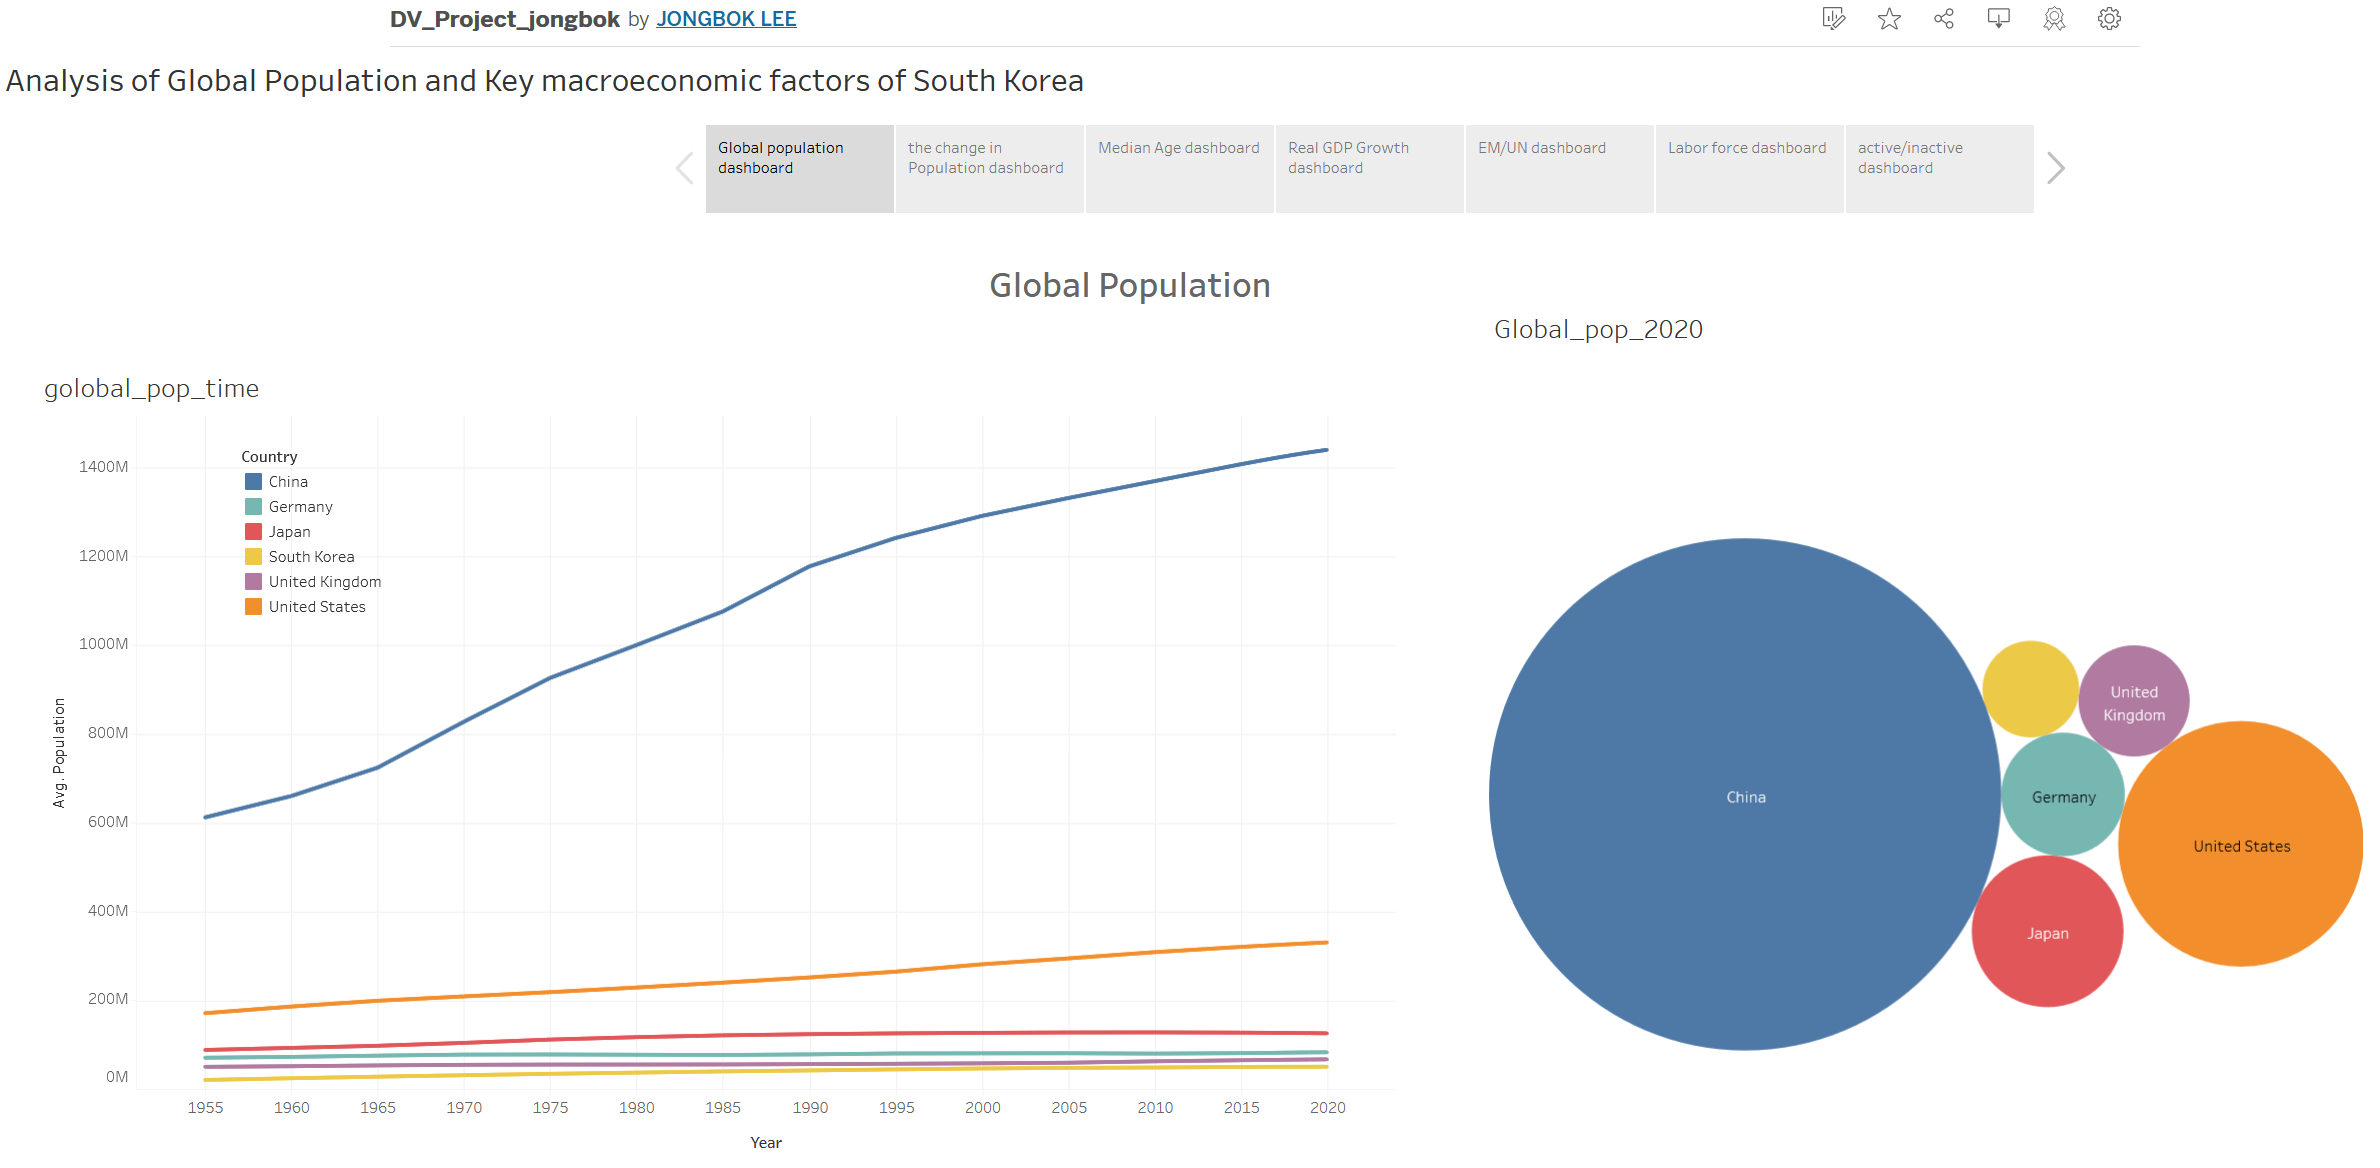 DV_Project_jongbok by JONGBOK LEE
Analysis of Global Population and Key macroeconomic factors of South Korea
Global population
dashboard
the change in
Population dashboard
Median Age dashboard
Real GDP Growth
dashboard
EM/UN dashboard
Labor force dashboard
active/inactive
dashboard
Global Population
golobal_pop_time
Country
China
Germany
Japan
South Korea
United Kingdom
United States
1400M
1200M
1000M
800M
600M
400M
200M
0M
Avg. Population
1955 1960 1965 1970 1975 1980 1985 1990 1995 2000 2005 2010 2015 2020
Year
Global_pop_2020
China
United
Kingdom
Germany
United States
Japan